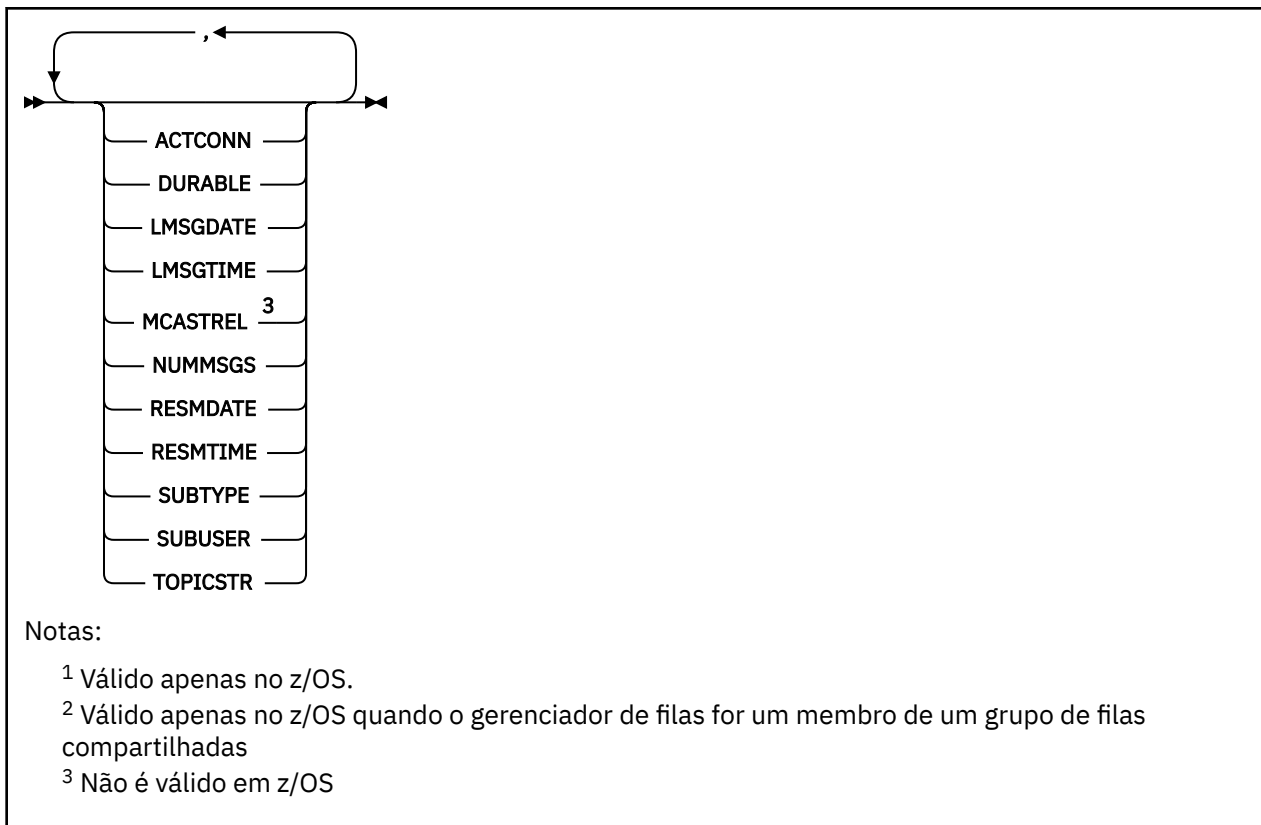 ,
ACTCONN
DURABLE
LMSGDATE
LMSGTIME
MCASTREL 3
NUMMSGS
RESMDATE
RESMTIME
SUBTYPE
SUBUSER
TOPICSTR
Notas:
1 Válido apenas no z/OS.
2 Válido apenas no z/OS quando o gerenciador de filas for um membro de um grupo de filas
compartilhadas
3 Não é válido em z/OS